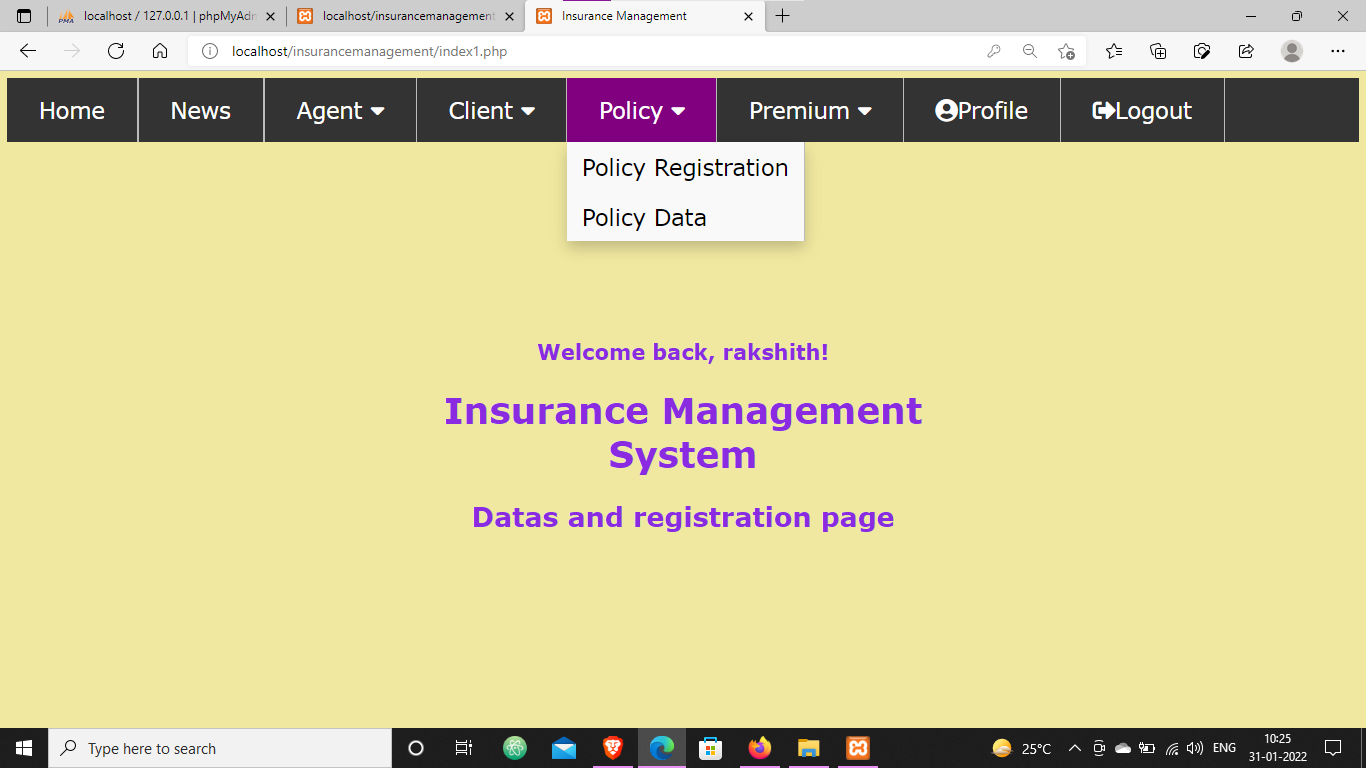 PMA localhost / 127.0.0.1 | phpMyAdn
localhost/insurancemanagement
Insurance Management
localhost/insurancemanagement/index1.php
Home News Agent Client Policy Premium Profile Logout
Policy Registration
Policy Data
Welcome back, rakshith!
Insurance Management
System
Datas and registration page
Type here to search
25°C
ENG
10:25
31-01-2022